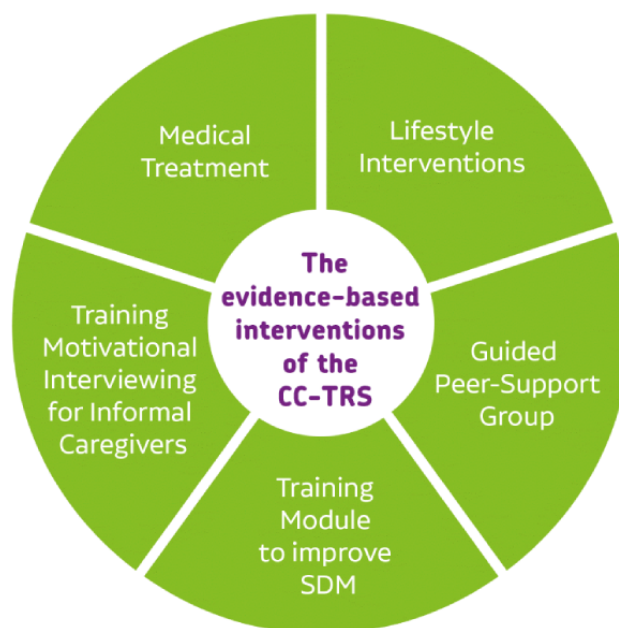 Medical
Treatment
Lifestyle
Interventions
The
evidence-based
interventions
of the
CC-TRS
Training
Motivational
Interviewing
for Informal
Caregivers
Guided
Peer-Support
Group
Training
Module
to improve
SDM